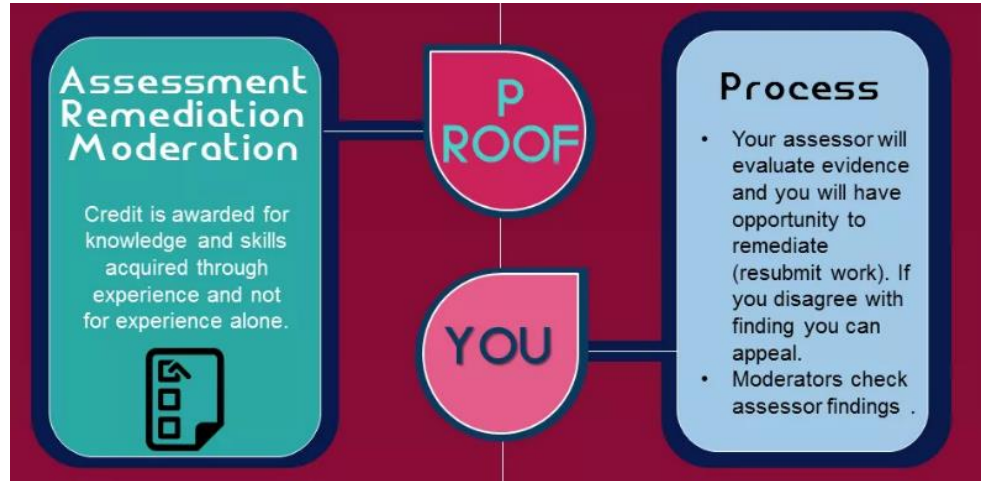 Assessment
Remediation
Moderation
Credit is awarded for
knowledge and skills
acquired through
experience and not
for experience alone.
P
ROOF
YOU
Process
• Your assessor will
evaluate evidence
and you will have
opportunity to
remediate
(resubmit work). If
you disagree with
finding you can
appeal.
• Moderators check
assessor findings .